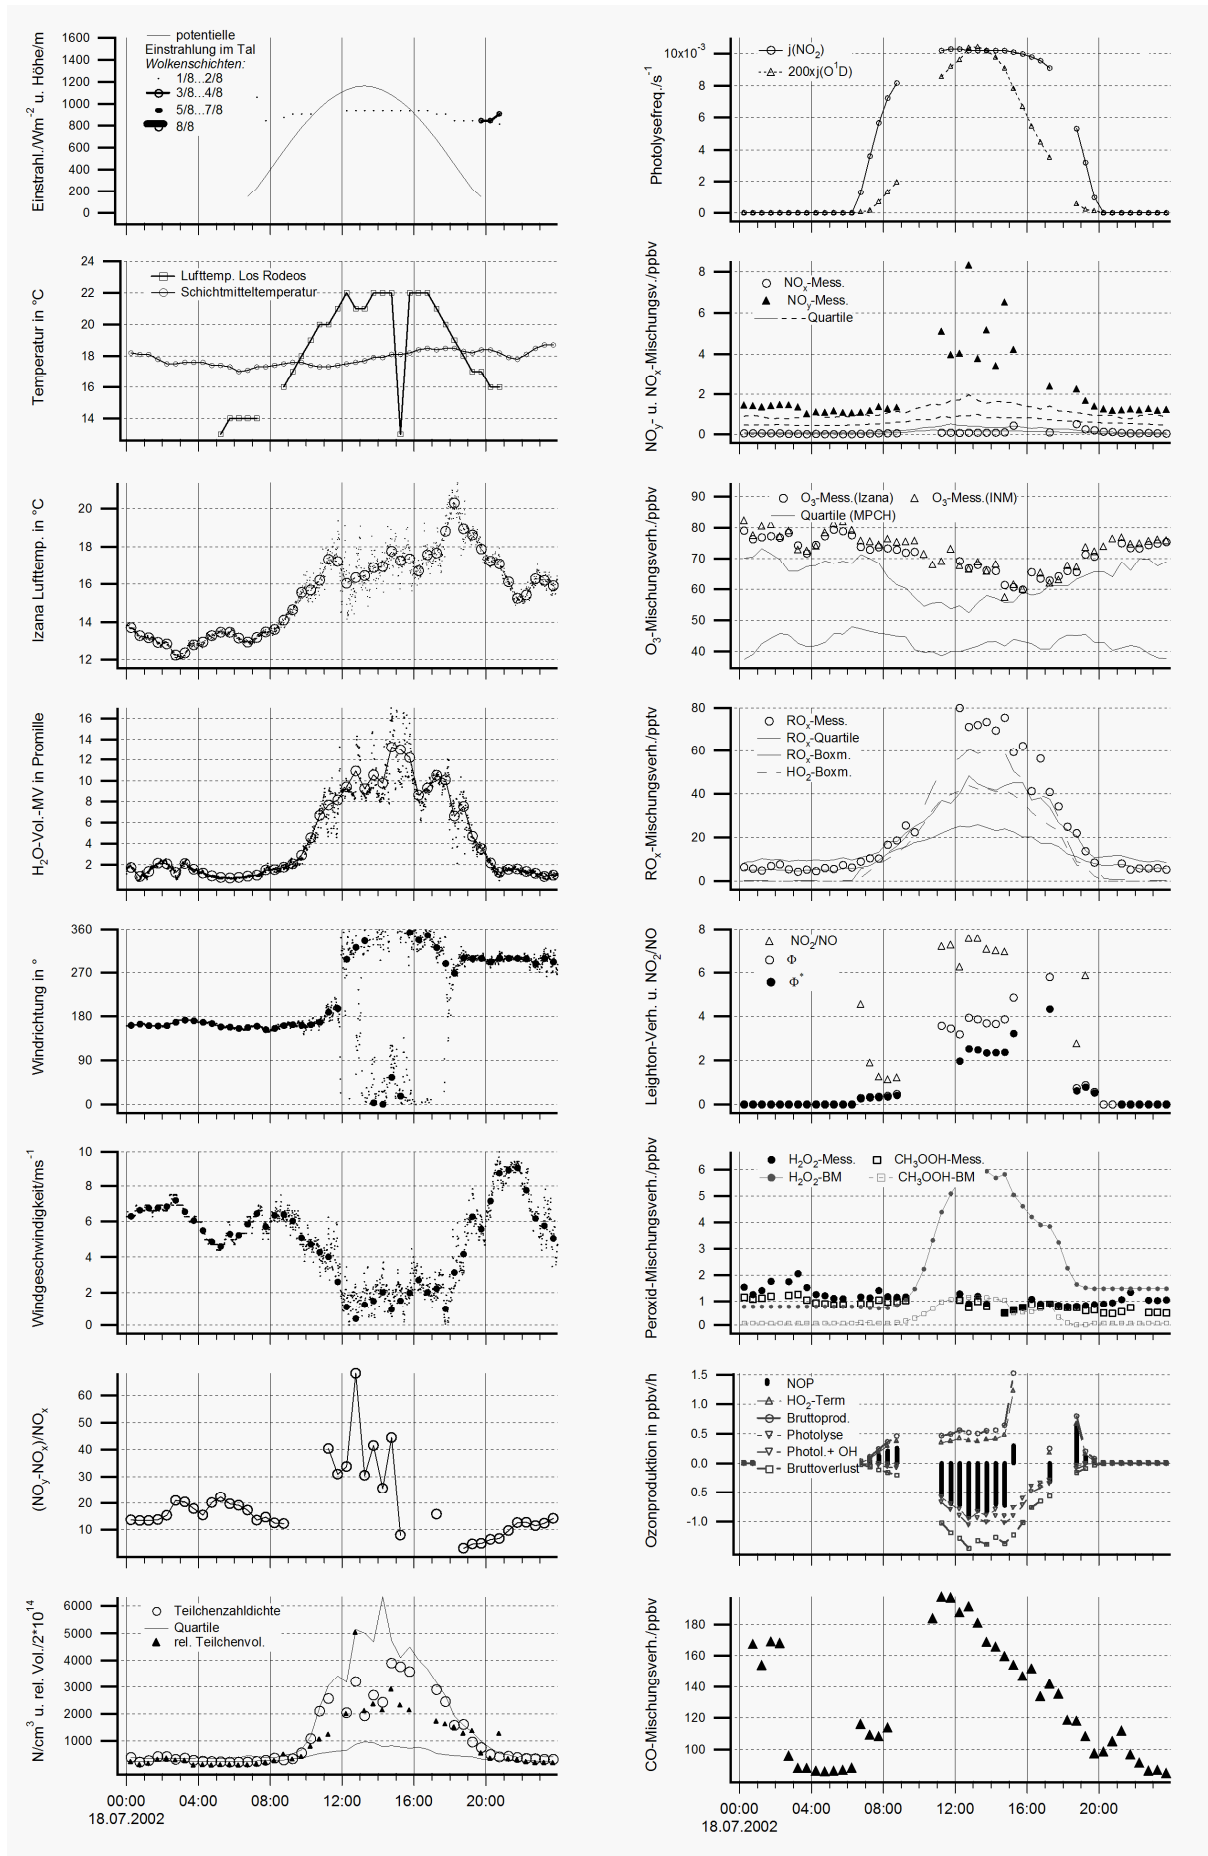 Einstrahl./Wm-2 u. Höhe/m
1600
1400
1200
1000
800
600
400
200
0
potentielle
Einstrahlung im Tal
Wolkenschichten:
1/8...2/8
3/8...4/8
5/8...7/8
8/8
Temperatur in °C
24
22
20
18
16
14
Lufttemp. Los Rodeos
Schichtmitteltemperatur
Izana Lufttemp. in °C
20
18
16
14
12
H2O-Vol.-MV in Promille
16
14
12
10
8
6
4
2
Windrichtung in °
360
270
180
90
0
Windgeschwindigkeit/ms-1
10
8
6
4
2
0
(NOy-NOx)/NOx
60
50
40
30
20
10
N/cm3 u. rel. Vol./2*1014
6000
5000
4000
3000
2000
1000
Teilchenzahldichte
Quartile
rel. Teilchenvol.
00:00 04:00 08:00 12:00 16:00 20:00
18.07.2002
Photolysefreq./s-1
10x10-3
8
6
4
2
0
j(NO2)
200xj(O1D)
NOy- u. NOx-Mischungsv./ppbv
8
6
4
2
0
NOx-Mess.
NOy-Mess.
Quartile
O3-Mischungsverh./ppbv
90
80
70
60
50
40
O3-Mess.(Izana) O3-Mess.(INM)
Quartile (MPCH)
ROx-Mischungsverh./pptv
80
60
40
20
0
ROx-Mess.
ROx-Quartile
ROx-Boxm.
HO2-Boxm.
Leighton-Verh. u. NO2/NO
8
6
4
2
0
NO2/NO
Φ
Φ*
Peroxid-Mischungsverh./ppbv
6
5
4
3
2
1
0
H2O2-Mess. CH3OOH-Mess.
H2O2-BM CH3OOH-BM
Ozonproduktion in ppbv/h
1.5
1.0
0.5
0.0
0.5
-1.0
NOP
HO2-Term
Bruttoprod.
Photolyse
Photol.+ OH
Bruttoverlust
CO-Mischungsverh./ppbv
180
160
140
120
100
00:00 04:00 08:00 12:00 16:00 20:00
18.07.2002